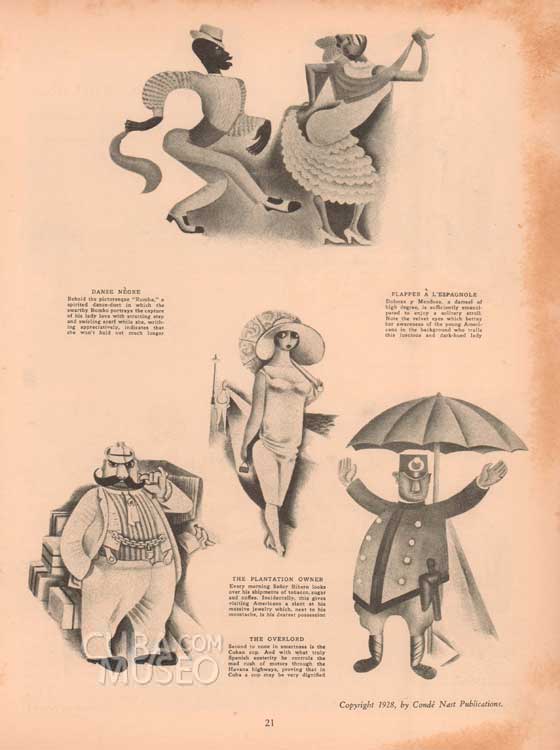 DANSE NÈGRE
Behold the picturesque "Rumba," a
spirited dance-duet in which the
swarthy Bombo portrays the capture
of his lady love with strutting step
and swirling scarf while she, writh-
ing appreciatively, indicates that
she won't hold out much longer
FLAPPER À L'ESPAGNOLE
Dolores y Mendoza, a damsel of
high degree, is sufficiently emanci-
pated to enjoy a solitary stroll.
Note the velvet eyes which betray
her awareness of the young Ameri-
cans in the background who trails
this luscious and dark-hued lady
THE PLANTATION OWNER
Every morning Señor Ribera looks
over his shipments of tobacco, sugar
and coffee. Incidentally, this gives
visiting Americans a slant at his
massive jewelry which, next to his
moustache, is his dearest possession
THE OVERLORD
Second to none in smartness is the
Cuban cop. And with what truly
Spanish austerity he controls the
mad rush of motors through the
Havana highways, proving that in
Cuba a cop may be very dignified
CUBA.COM
MUSEO
Copyright 1928, by Condé Nast Publications.
21